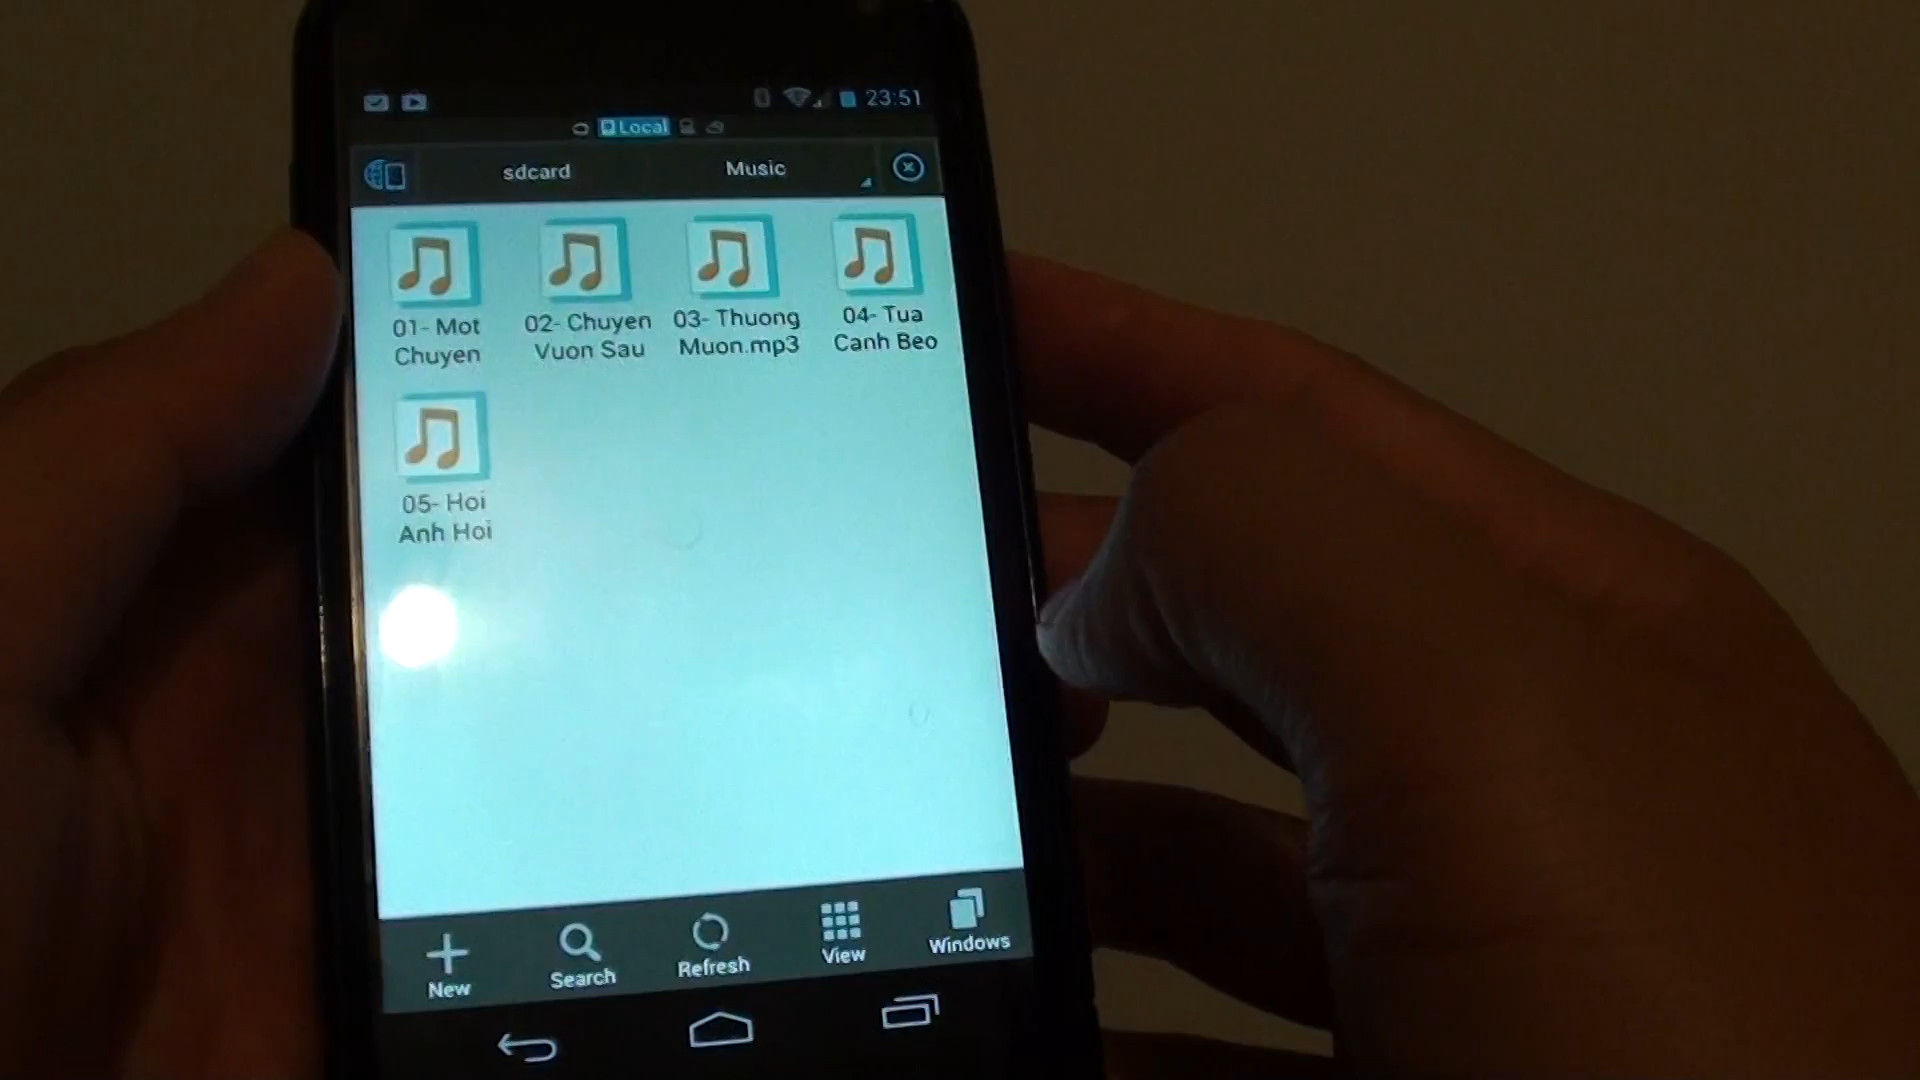 23:51
Local
sdcard Music
01- Mot
Chuyen
02- Chuyen
Vuon Sau
03- Thuong
Muon.mp3
04- Tua
Canh Beo
05- Hoi
Anh Hoi
New Search Refresh View Windows